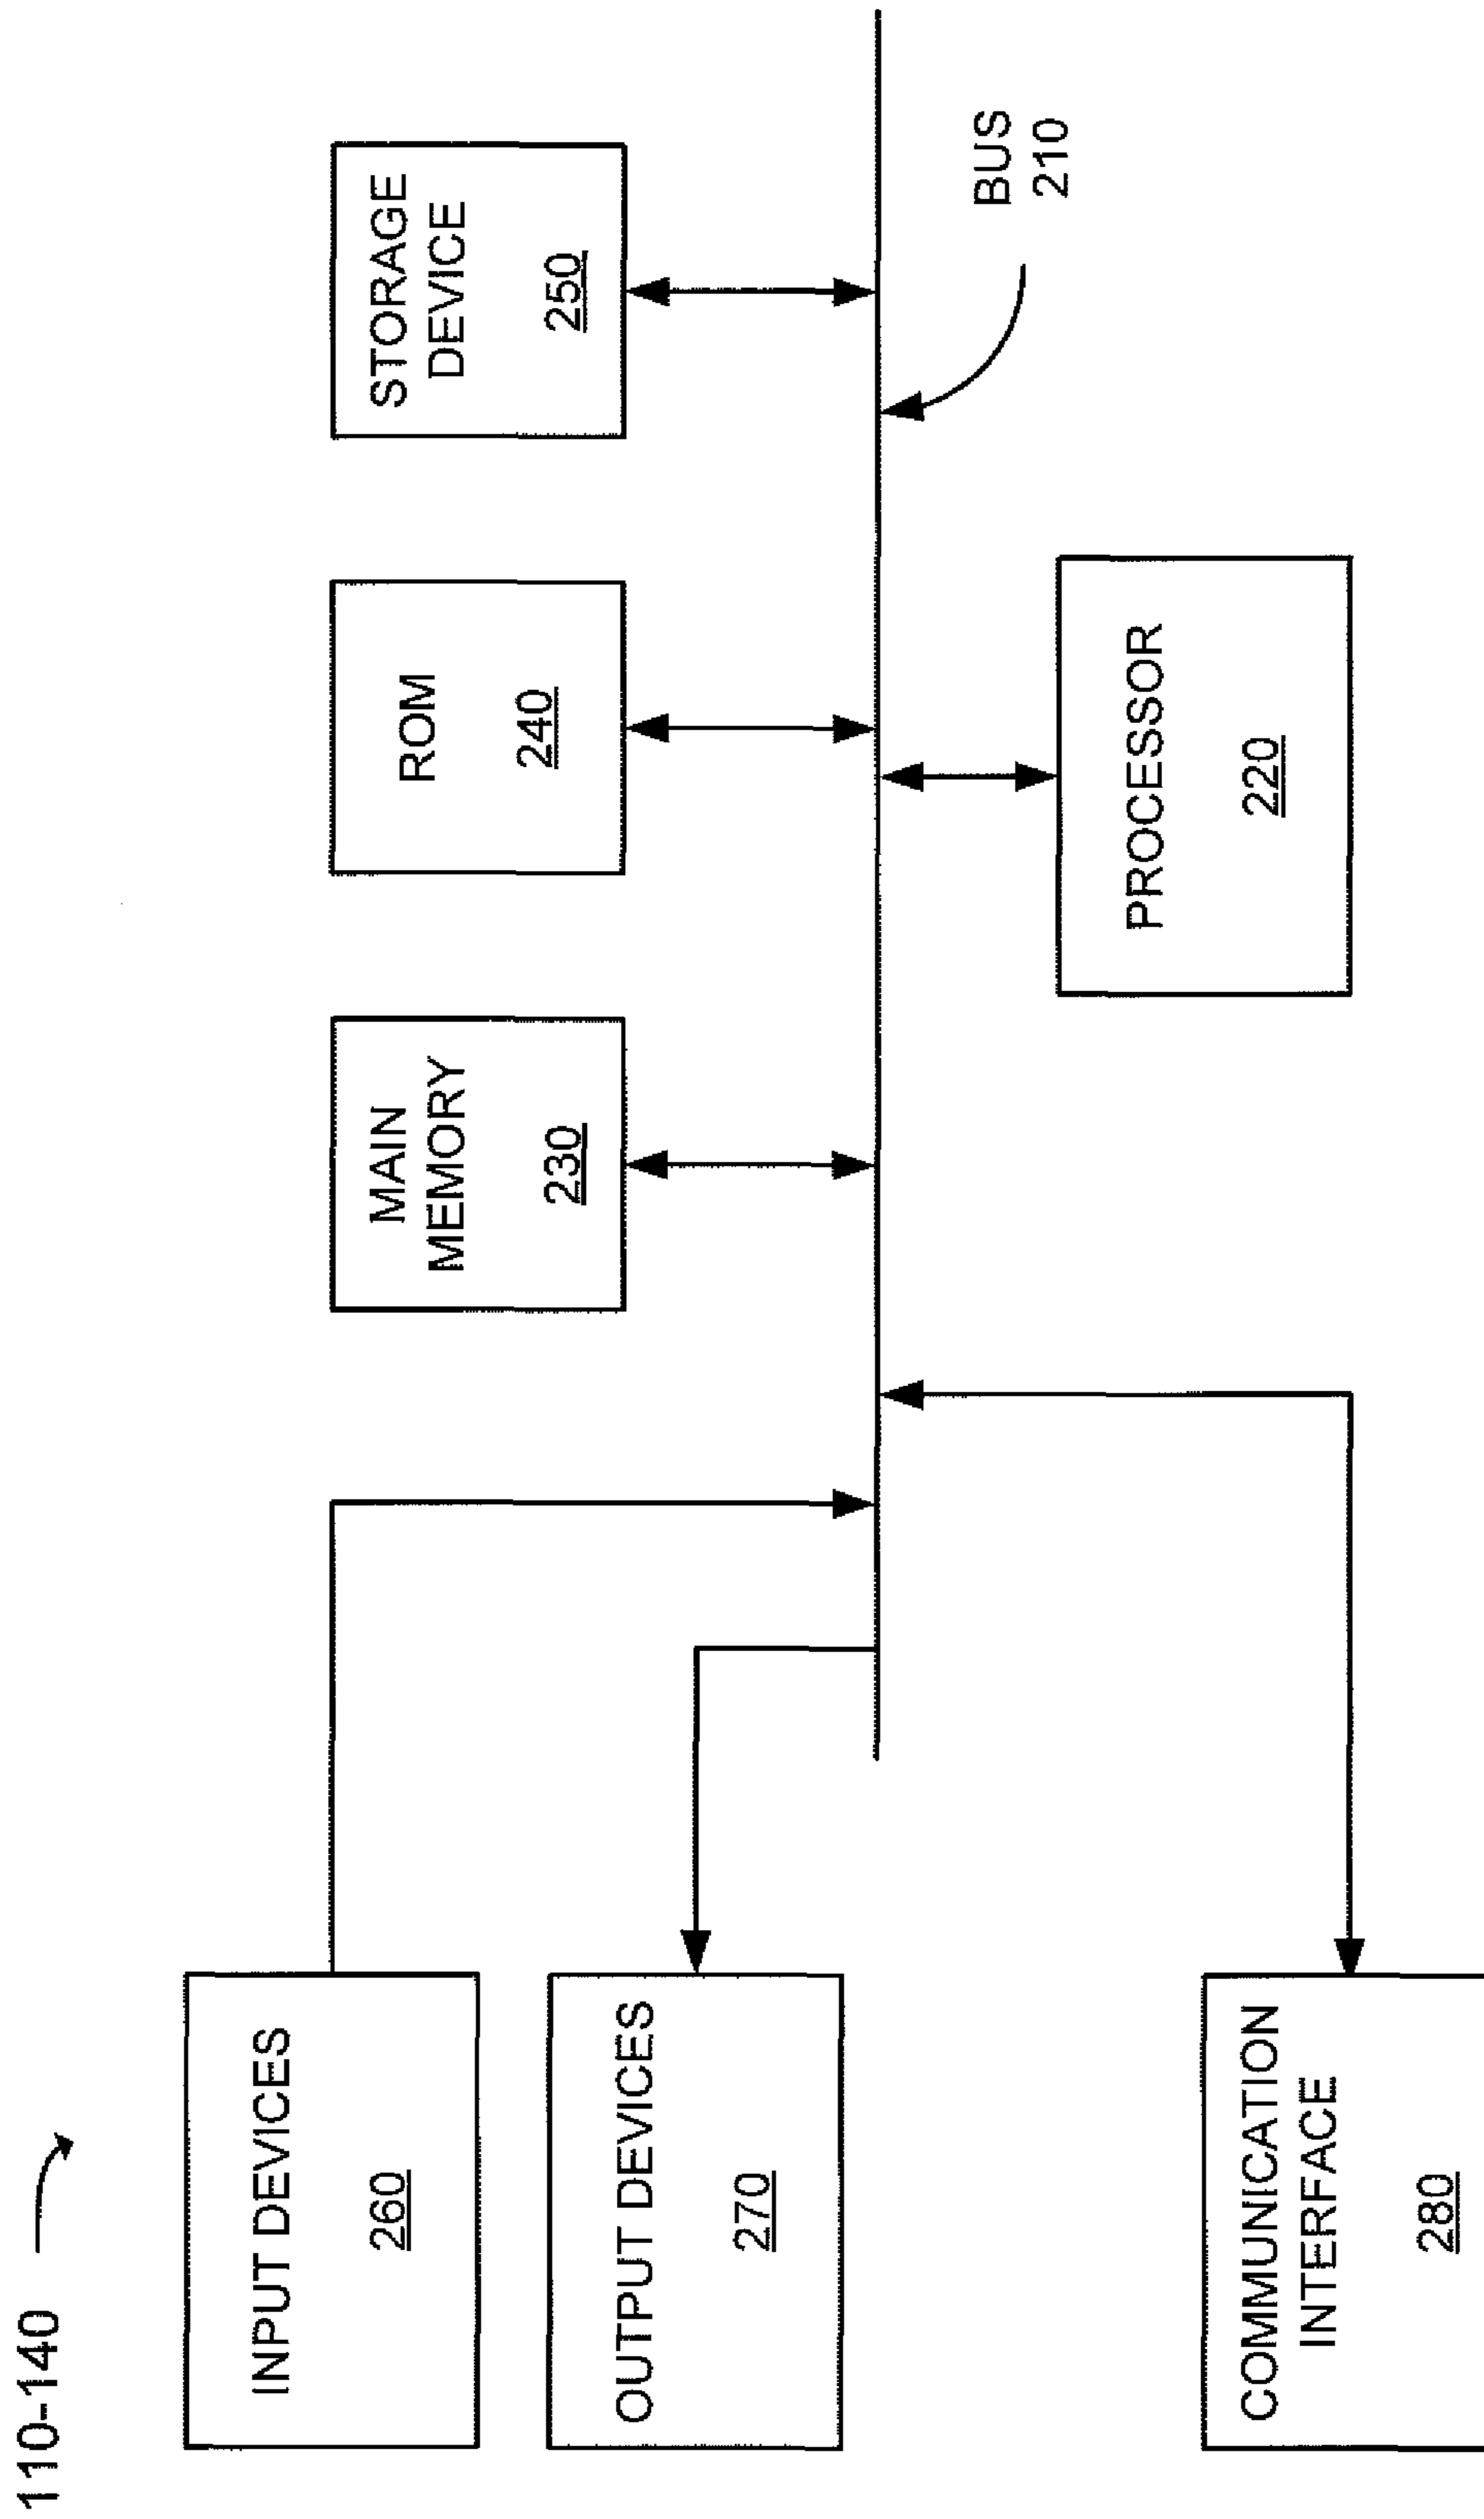 110-140
INPUT DEVICES
260
OUTPUT DEVICES
270
COMMUNICATION
INTERFACE
280
MAIN
MEMORY
230
ROM
240
STORAGE
DEVICE
250
PROCESSOR
220
BUS
210